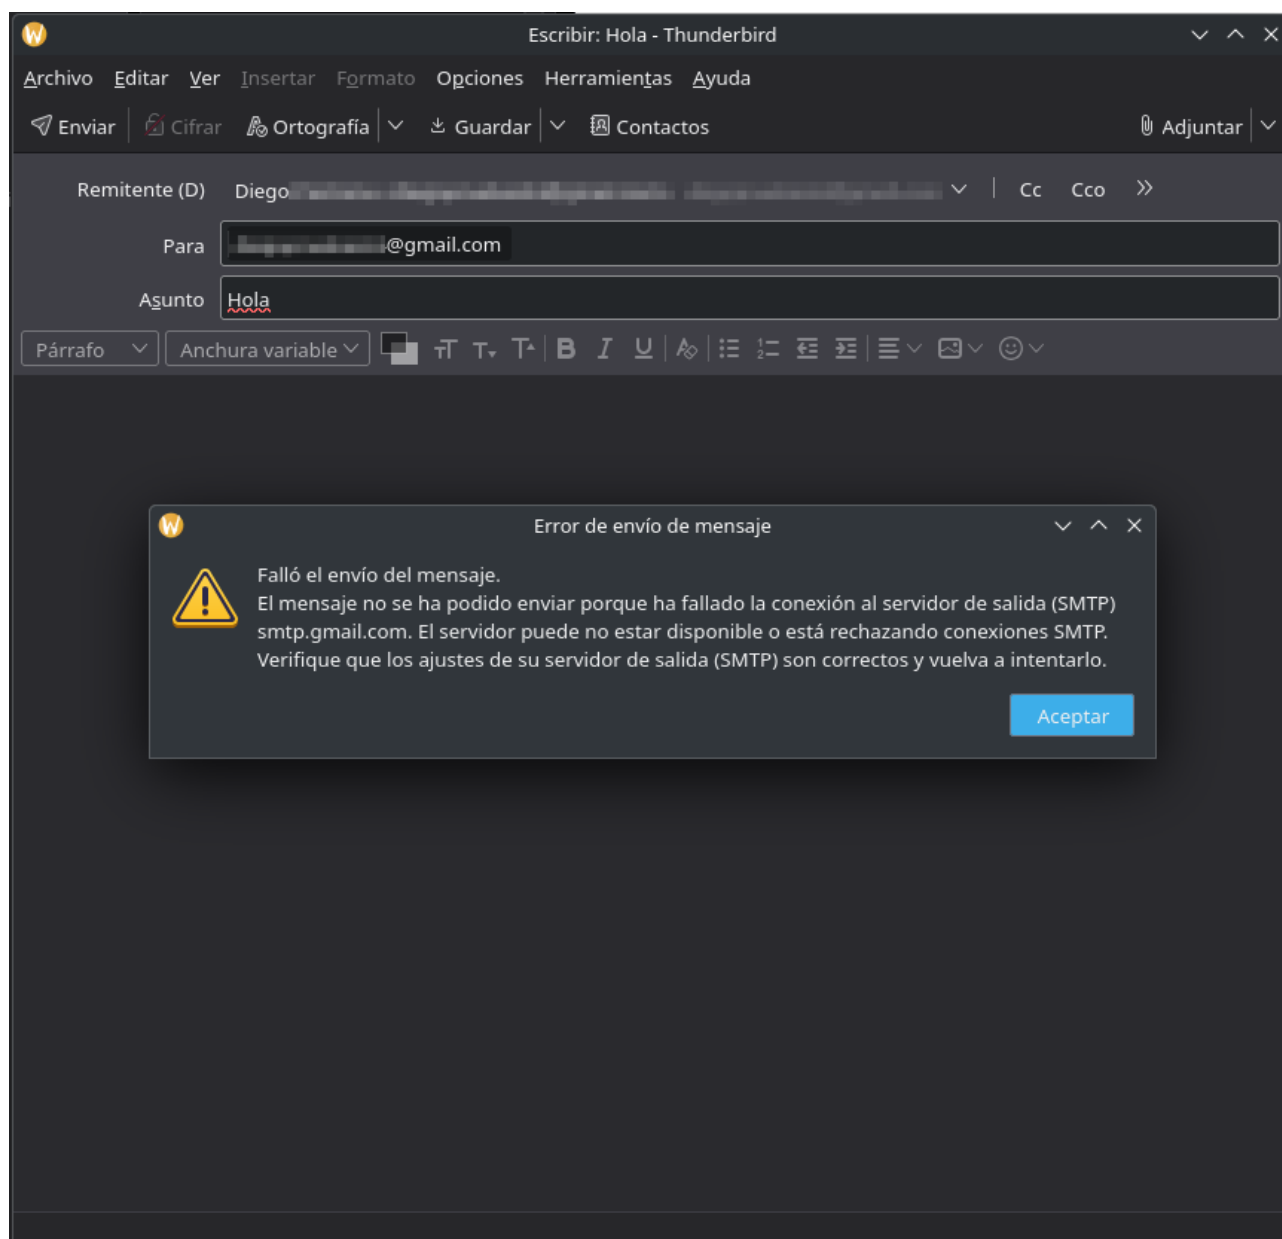 Escribir: Hola - Thunderbird
Archivo Editar Ver Insertar Formato Opciones Herramientas Ayuda
Enviar Cifrar Ortografía Guardar Contactos Adjuntar
Remitente (D) Diego Cc Cco
Para @gmail.com
Asunto Hola
Párrafo Anchura variable
Error de envío de mensaje
Falló el envío del mensaje.
El mensaje no se ha podido enviar porque ha fallado la conexión al servidor de salida (SMTP)
smtp.gmail.com. El servidor puede no estar disponible o está rechazando conexiones SMTP.
Verifique que los ajustes de su servidor de salida (SMTP) son correctos y vuelva a intentarlo.
Aceptar